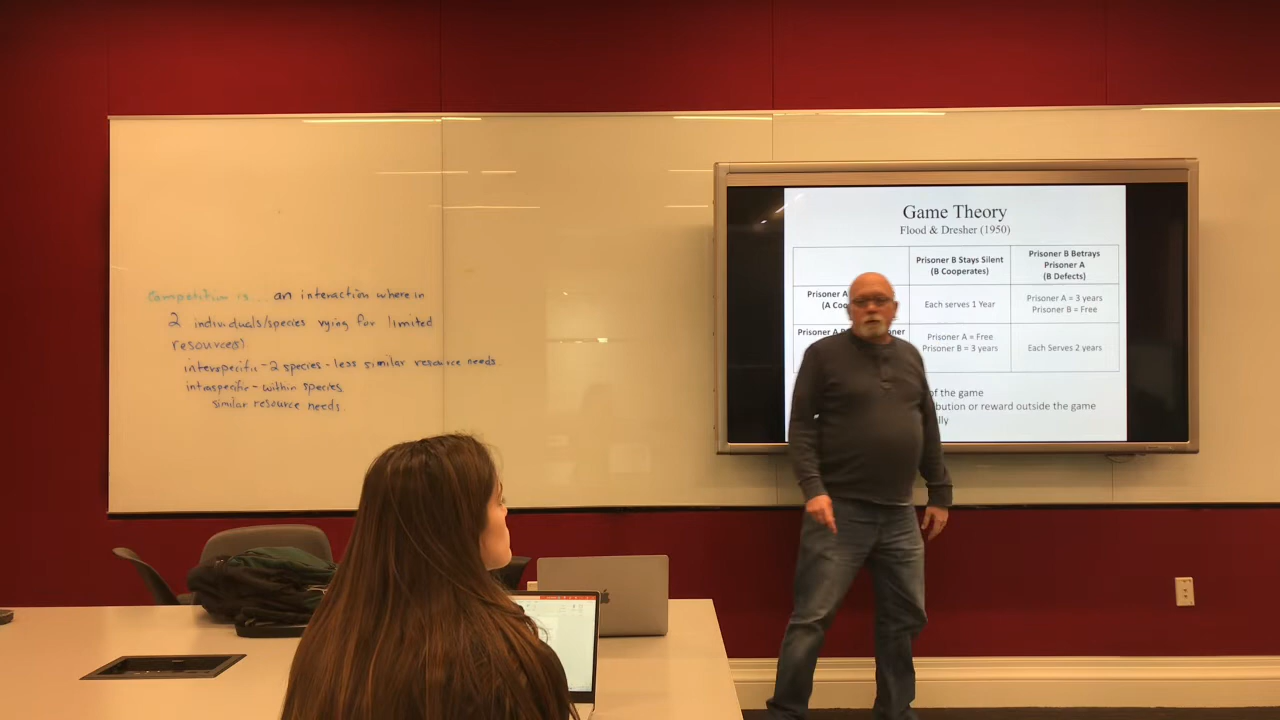 Competition is... an interaction where in
2 individuals/species vying for limited
resource(s)
interspecific - 2 species - less similar resource needs.
intraspecific - within species
similar resource needs.
Game Theory
Flood & Dresher (1950)
Prisoner B Stays Silent
(B Cooperates)
Prisoner B Betrays
Prisoner A
(B Defects)
Prisoner A
(A
Each serves 1 Year
Prisoner A = 3 years
Prisoner B = Free
Prisoner A
Prisoner A = Free
Prisoner B = 3 years
Each Serves 2 years
of the game
or reward outside the game